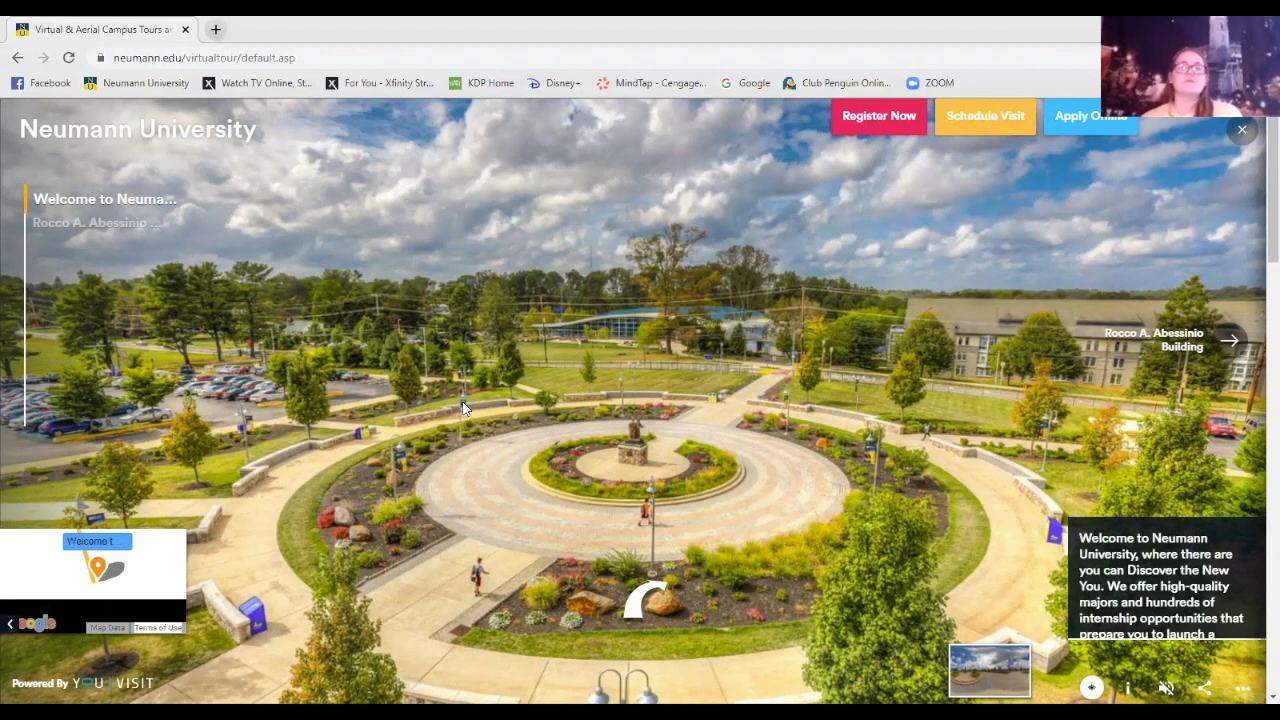 Virtual & Aerial Campus Tours a
neumann.edu/virtualtour/default.asp
Facebook
Neumann University
Watch TV Online, St...
For You - Xfinity Str...
KDP Home
Disney+
MindTap - Cengage...
Google
Club Penguin Onlin...
ZOOM
Neumann University
Register Now
Schedule Visit
Apply Online
Welcome to Neuma...
Rocco A. Abessinio ...
Rocco A. Abessinio
Building
Welcome t...
Map Data
Terms of Use
Welcome to Neumann
University, where there are
you can Discover the New
You. We offer high-quality
majors and hundreds of
internship opportunities that
prepare you to launch a
Powered By YOUVISIT